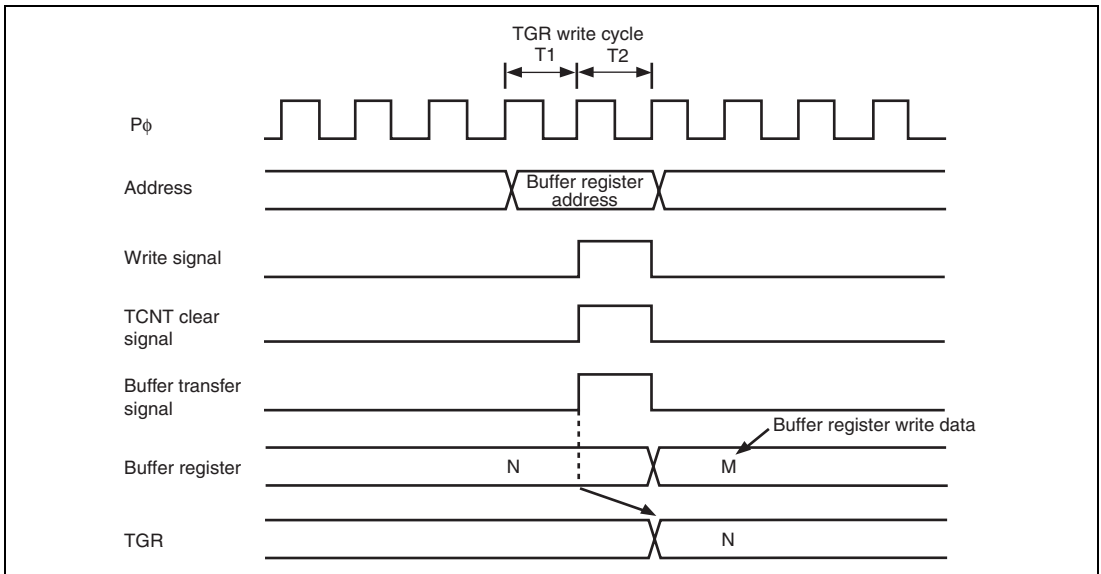 TGR write cycle
T1 T2
Pϕ
Address
Buffer register
address
Write signal
TCNT clear
signal
Buffer transfer
signal
Buffer register write data
Buffer register
N
M
TGR
N